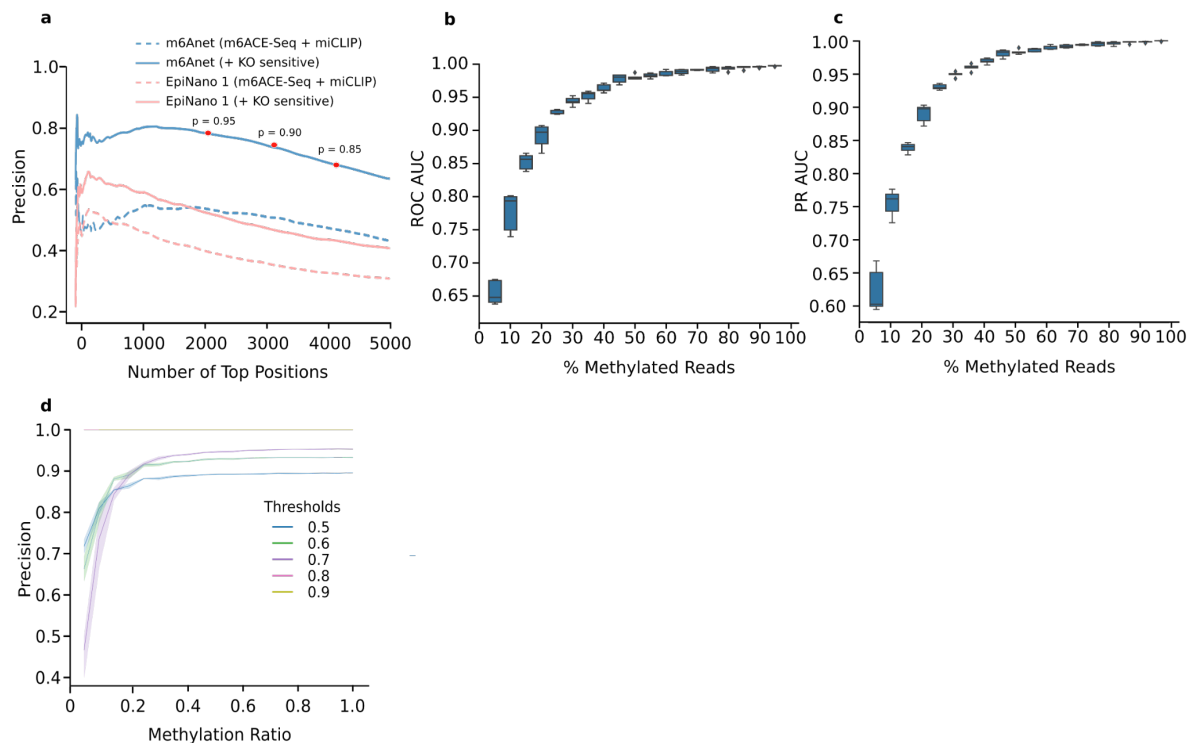 a
m6Anet (m6ACE-Seq + miCLIP)
m6Anet (+ KO sensitive)
EpiNano 1 (m6ACE-Seq + miCLIP)
EpiNano 1 (+ KO sensitive)
1.0
0.8
0.6
0.4
0.2
Precision
p = 0.95
p = 0.90
p = 0.85
0 1000 2000 3000 4000 5000
Number of Top Positions
b
1.00
0.95
0.90
0.85
0.80
0.75
0.70
0.65
ROC AUC
0 10 20 30 40 50 60 70 80 90 100
% Methylated Reads
c
1.00
0.95
0.90
0.85
0.80
0.75
0.70
0.65
0.60
PR AUC
0 10 20 30 40 50 60 70 80 90 100
% Methylated Reads
d
1.0
0.9
0.8
0.7
0.6
0.5
0.4
Precision
Thresholds
0.5
0.6
0.7
0.8
0.9
0 0.2 0.4 0.6 0.8 1.0
Methylation Ratio